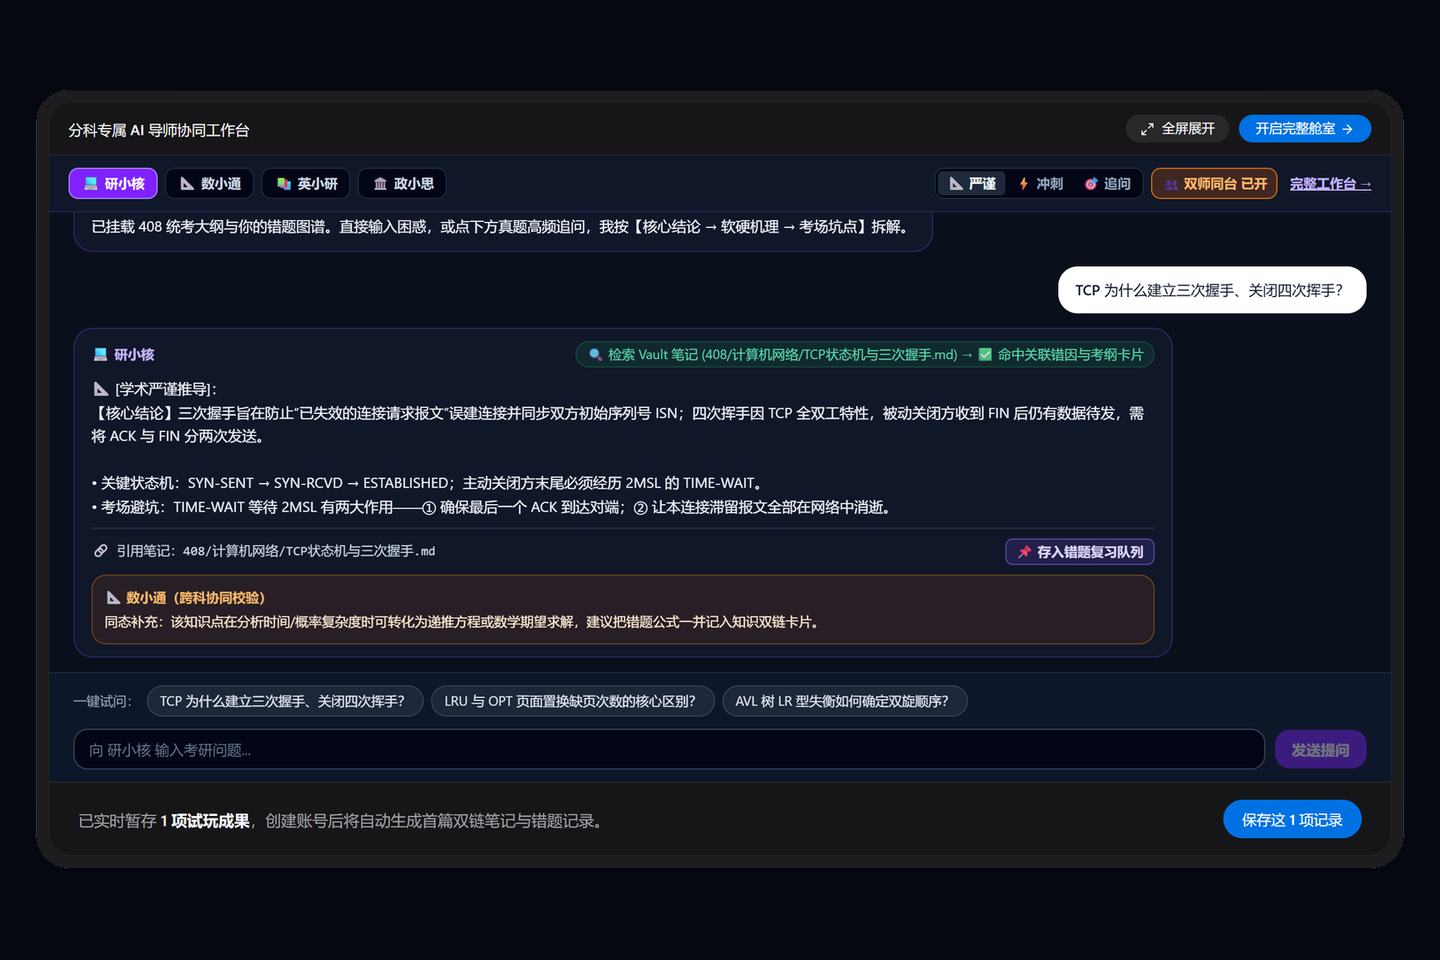 分科专属 AI 导师协同工作台
全屏展开
开启完整舱室 →
研小核
数小通
英小研
政小思
严谨
冲刺
追问
双师同台 已开
完整工作台 →
已挂载 408 统考大纲与你的错题图谱。直接输入困惑，或点下方真题高频追问，我按【核心结论 → 软硬机理 → 考场坑点】拆解。
TCP 为什么建立三次握手、关闭四次挥手？
研小核
检索 Vault 笔记 (408/计算机网络/TCP状态机与三次握手.md) → ✅ 命中关联错因与考纲卡片
[学术严谨推导]：
【核心结论】三次握手旨在防止“已失效的连接请求报文”误建连接并同步双方初始序列号 ISN；四次挥手因 TCP 全双工特性，被动关闭方收到 FIN 后仍有数据待发，需
将 ACK 与 FIN 分两次发送。
• 关键状态机：SYN-SENT → SYN-RCVD → ESTABLISHED；主动关闭方末尾必须经历 2MSL 的 TIME-WAIT。
• 考场避坑：TIME-WAIT 等待 2MSL 有两大作用——① 确保最后一个 ACK 到达对端；② 让本连接滞留报文全部在网络中消逝。
引用笔记：408/计算机网络/TCP状态机与三次握手.md
存入错题复习队列
数小通（跨科协同校验）
同态补充：该知识点在分析时间/概率复杂度时可转化为递推方程或数学期望求解，建议把错题公式一并记入知识双链卡片。
一键试问：
TCP 为什么建立三次握手、关闭四次挥手？
LRU 与 OPT 页面置换缺页次数的核心区别？
AVL 树 LR 型失衡如何确定双旋顺序？
向 研小核 输入考研问题...
发送提问
已实时暂存 1 项试玩成果，创建账号后将自动生成首篇双链笔记与错题记录。
保存这 1 项记录